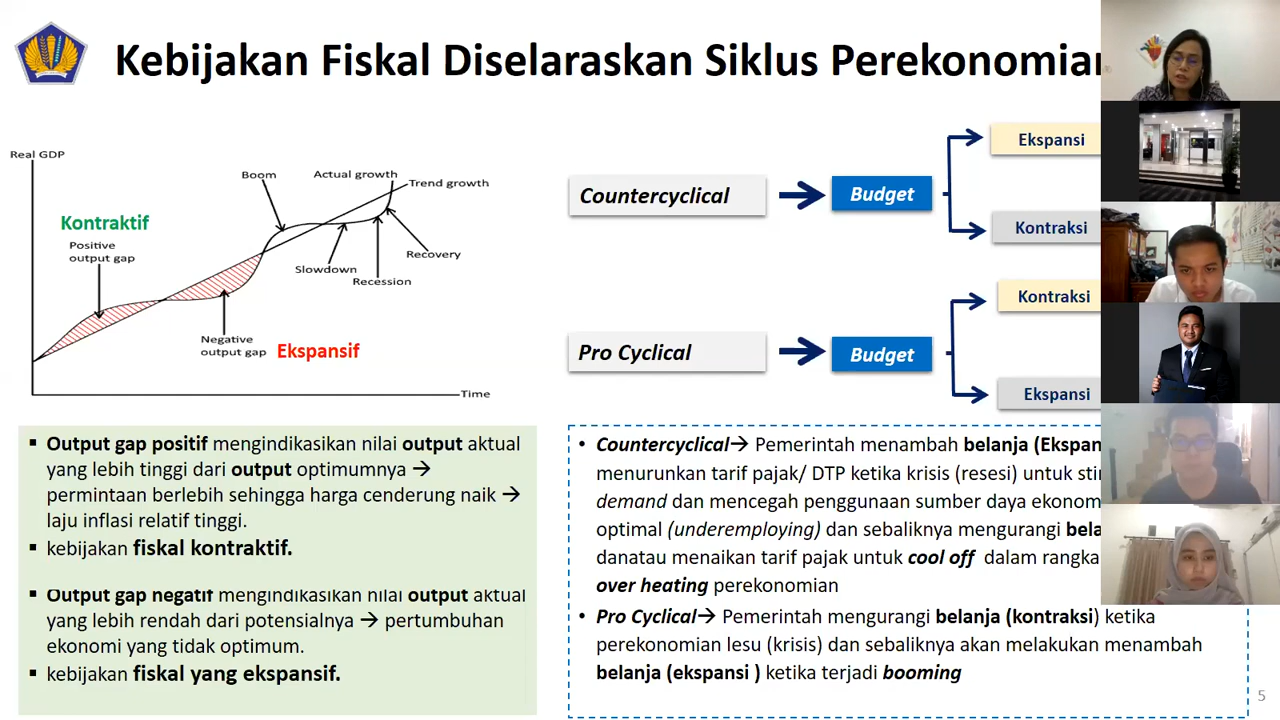 Kebijakan Fiskal Diselaraskan Siklus Perekonomian
Real GDP
Boom
Actual growth
Trend growth
Kontraktif
Positive
output gap
Recovery
Slowdown
Recession
Negative
output gap
Ekspansif
Time
Countercyclical
Budget
Ekspansi
Kontraksi
Pro Cyclical
Budget
Kontraksi
Ekspansi
▪ Output gap positif mengindikasikan nilai output aktual
yang lebih tinggi dari output optimumnya →
permintaan berlebih sehingga harga cenderung naik →
laju inflasi relatif tinggi.
▪ kebijakan fiskal kontraktif.
▪ Output gap negatif mengindikasikan nilai output aktual
yang lebih rendah dari potensialnya → pertumbuhan
ekonomi yang tidak optimum.
▪ kebijakan fiskal yang ekspansif.
• Countercyclical→ Pemerintah menambah belanja (Ekspan
menurunkan tarif pajak/ DTP ketika krisis (resesi) untuk sti
demand dan mencegah penggunaan sumber daya ekonom
optimal (underemploying) dan sebaliknya mengurangi bela
danatau menaikan tarif pajak untuk cool off dalam rangka
over heating perekonomian
• Pro Cyclical→ Pemerintah mengurangi belanja (kontraksi) ketika
perekonomian lesu (krisis) dan sebaliknya akan melakukan menambah
belanja (ekspansi ) ketika terjadi booming
5